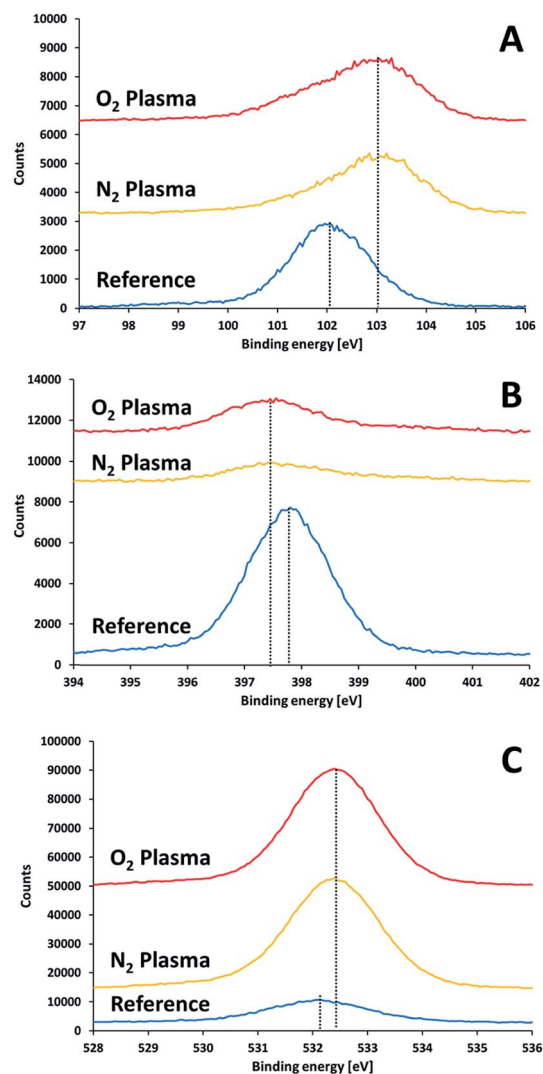 A
10000
9000
8000
7000
6000
5000
4000
3000
2000
1000
0
Counts
O₂ Plasma
N₂ Plasma
Reference
97 98 99 100 101 102 103 104 105 106
Binding energy [eV]
B
14000
12000
10000
8000
6000
4000
2000
0
Counts
O₂ Plasma
N₂ Plasma
Reference
394 395 396 397 398 399 400 401 402
Binding energy [eV]
C
100000
90000
80000
70000
60000
50000
40000
30000
20000
10000
0
Counts
O₂ Plasma
N₂ Plasma
Reference
528 529 530 531 532 533 534 535 536
Binding energy [eV]